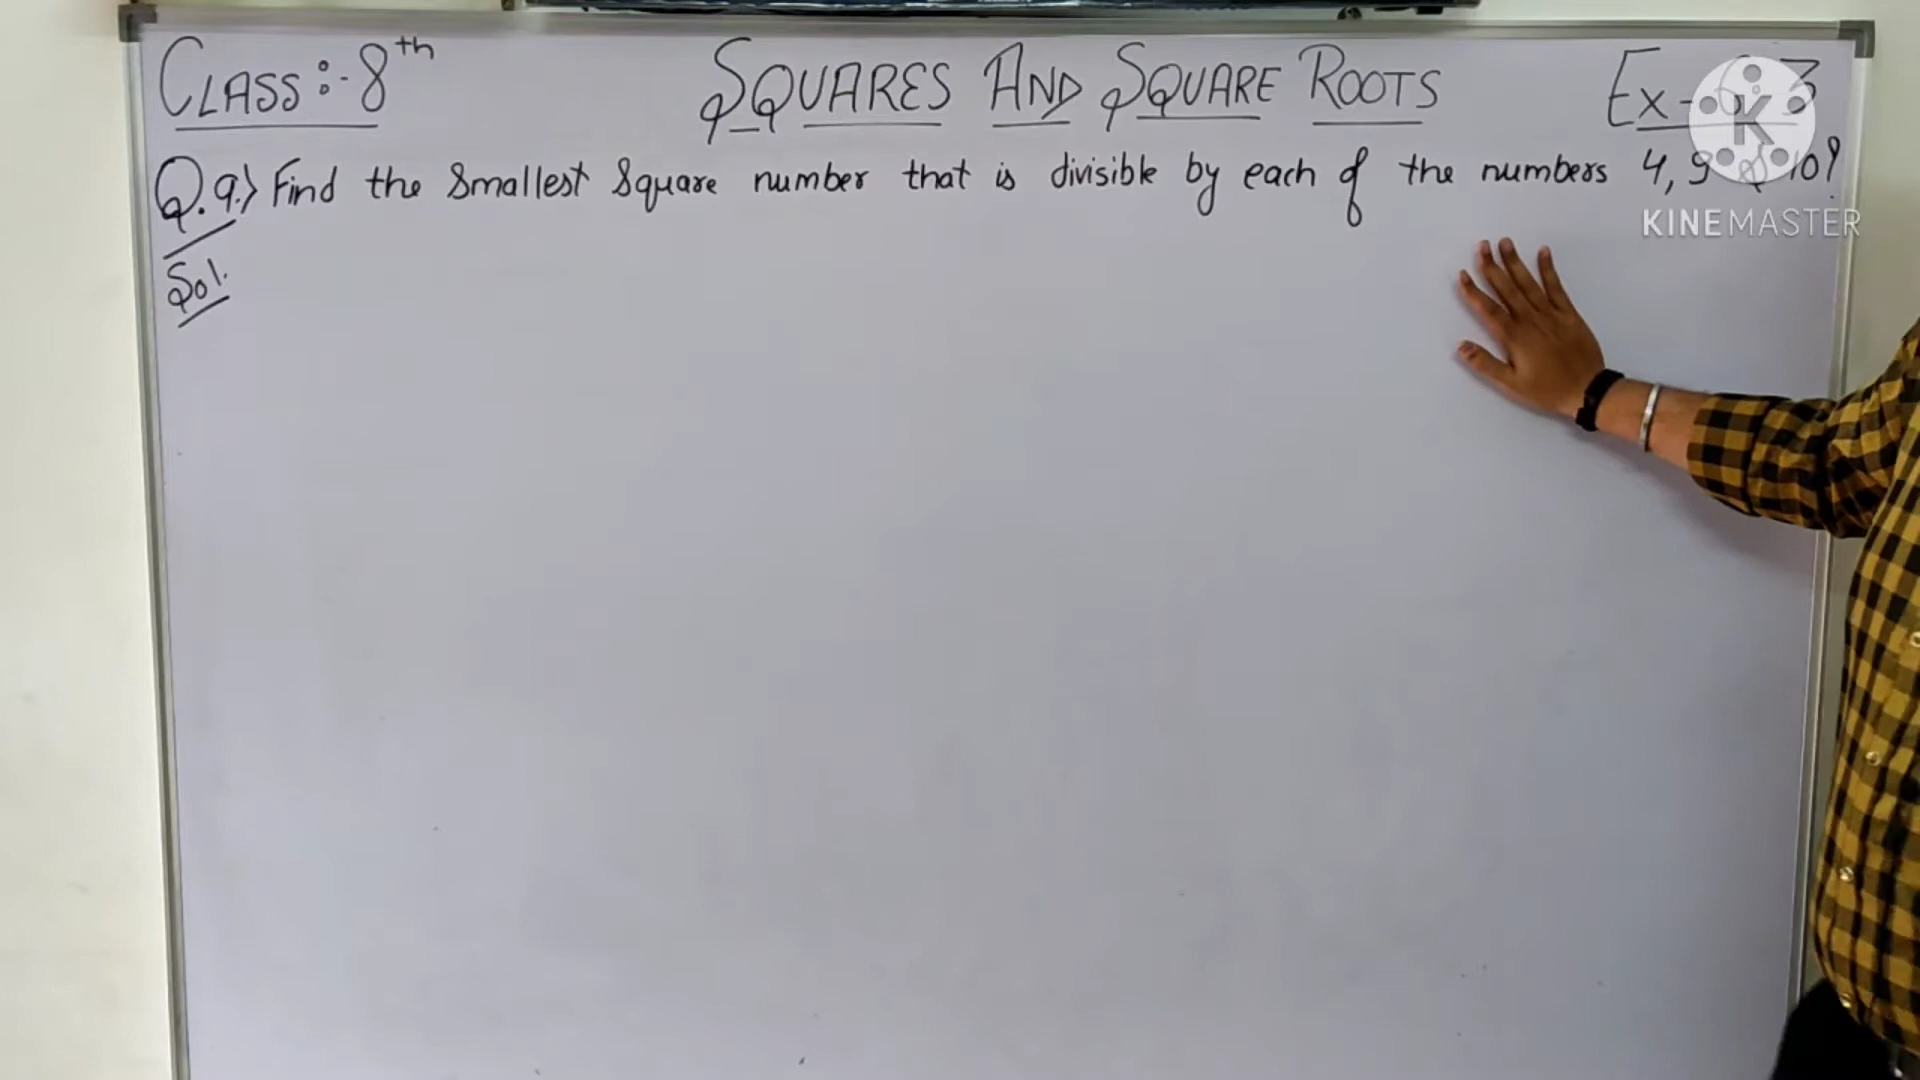 CLASS:- 8th SQUARES AND SQUARE ROOTS Ex- 3
Q.9.> Find the smallest square number that is divisible by each of the numbers 4, 9 & 10?
KINEMASTER
Sol.